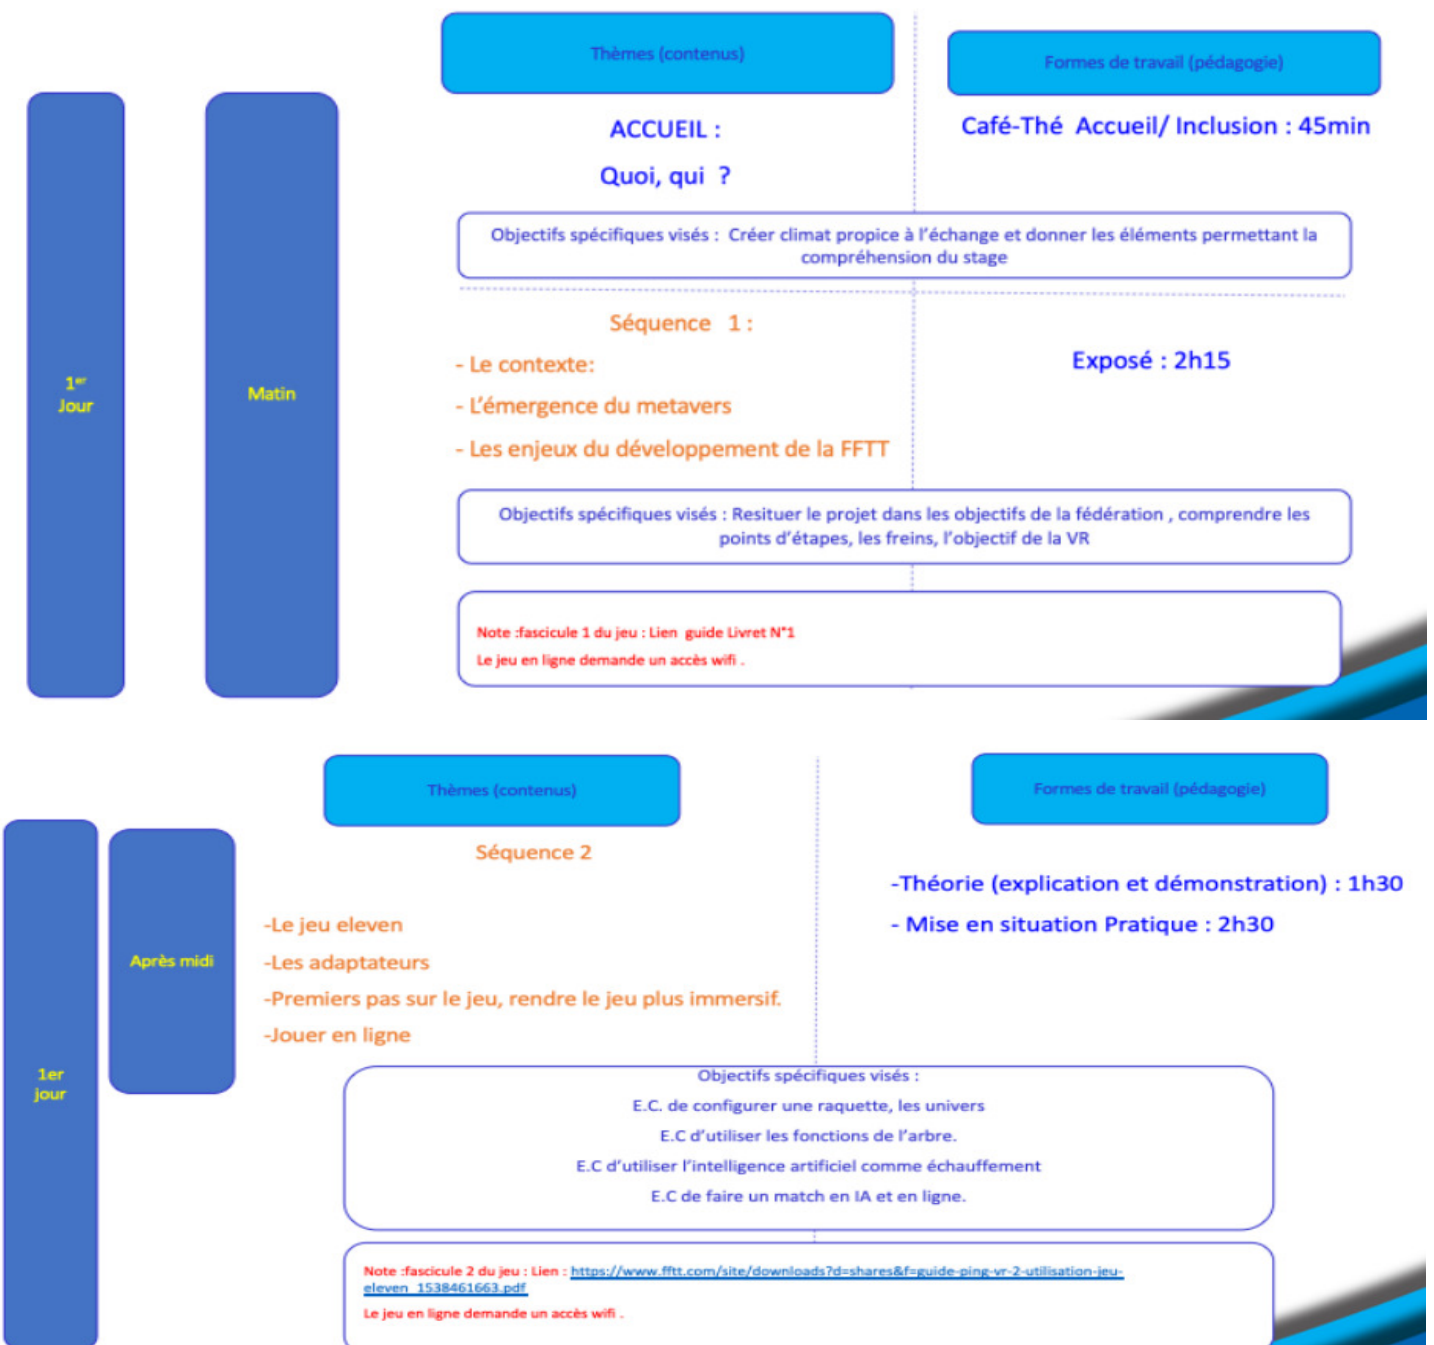 Thèmes (contenus)
Formes de travail (pédagogie)
ACCUEIL :
Quoi, qui ?
Café-Thé Accueil/ Inclusion : 45min
Objectifs spécifiques visés : Créer climat propice à l'échange et donner les éléments permettant la
compréhension du stage
1er
Jour
Matin
Séquence 1 :
- Le contexte:
- L'émergence du metavers
- Les enjeux du développement de la FFTT
Exposé : 2h15
Objectifs spécifiques visés : Resituer le projet dans les objectifs de la fédération , comprendre les
points d'étapes, les freins, l'objectif de la VR
Note :fascicule 1 du jeu : Lien guide Livret N°1
Le jeu en ligne demande un accès wifi .
Thèmes (contenus)
Formes de travail (pédagogie)
1er
jour
Après midi
Séquence 2
-Le jeu eleven
-Les adaptateurs
-Premiers pas sur le jeu, rendre le jeu plus immersif.
-Jouer en ligne
-Théorie (explication et démonstration) : 1h30
- Mise en situation Pratique : 2h30
Objectifs spécifiques visés :
E.C. de configurer une raquette, les univers
E.C d'utiliser les fonctions de l'arbre.
E.C d'utiliser l'intelligence artificiel comme échauffement
E.C de faire un match en IA et en ligne.
Note :fascicule 2 du jeu : Lien : https://www.fftt.com/site/downloads?d=shares&f=guide-ping-vr-2-utilisation-jeu-
eleven_1538461663.pdf
Le jeu en ligne demande un accès wifi .